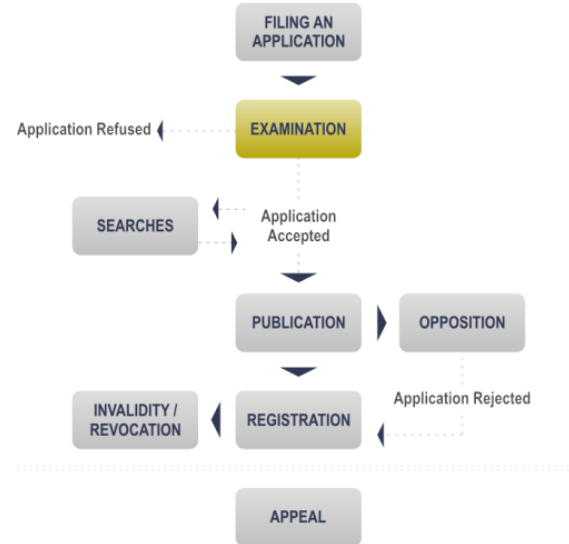 FILING AN
APPLICATION
Application Refused
EXAMINATION
SEARCHES
Application
Accepted
PUBLICATION
OPPOSITION
Application Rejected
INVALIDITY /
REVOCATION
REGISTRATION
APPEAL